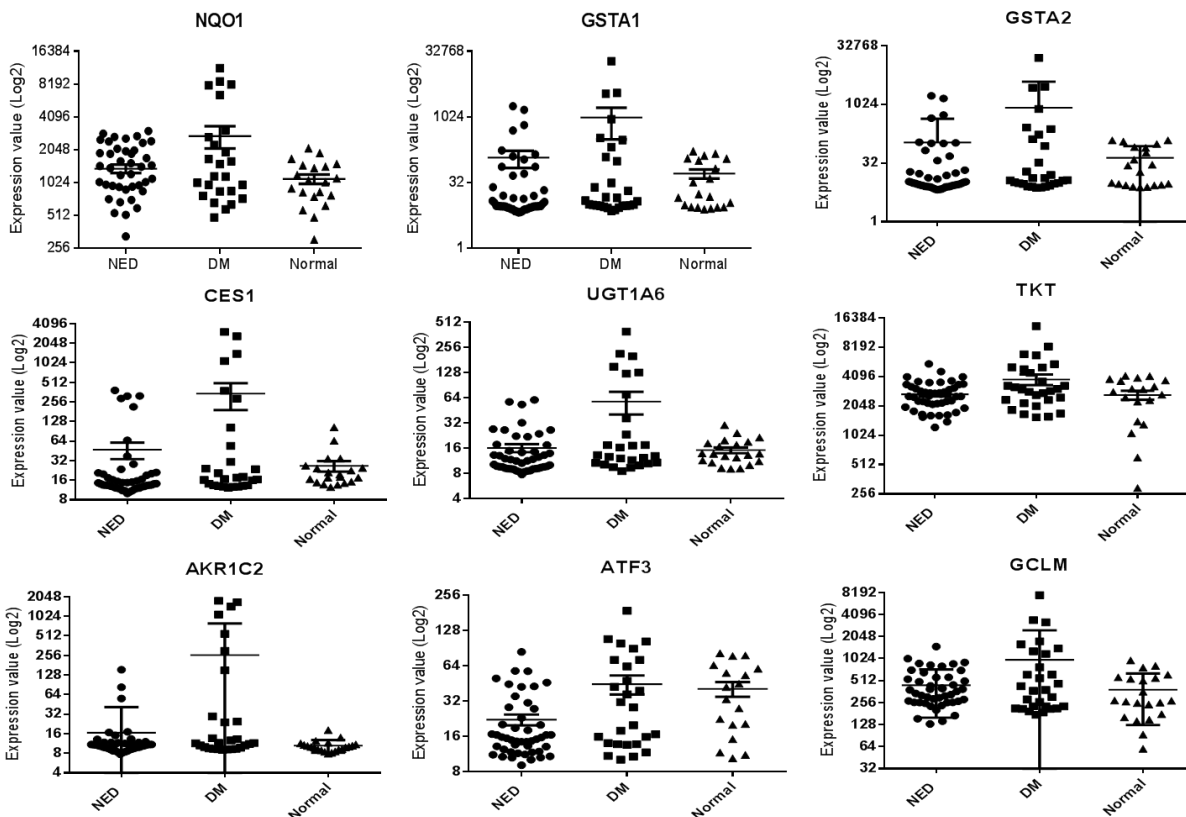 NQO1
Expression value (Log2)
16384
8192
4096
2048
1024
512
256
NED
DM
Normal
GSTA1
Expression value (Log2)
32768
1024
32
1
NED
DM
Normal
GSTA2
Expression value (Log2)
32768
1024
32
1
NED
DM
Normal
CES1
Expression value (Log2)
4096
2048
1024
512
256
128
64
32
16
8
NED
DM
Normal
UGT1A6
Expression value (Log2)
512
256
128
64
32
16
8
4
NED
DM
Normal
TKT
Expression value (Log2)
16384
8192
4096
2048
1024
512
256
NED
DM
Normal
AKR1C2
Expression value (Log2)
2048
1024
512
256
128
64
32
16
8
4
NED
DM
Normal
ATF3
Expression value (Log2)
256
128
64
32
16
8
NED
DM
Normal
GCLM
Expression value (Log2)
8192
4096
2048
1024
512
256
128
64
32
NED
DM
Normal